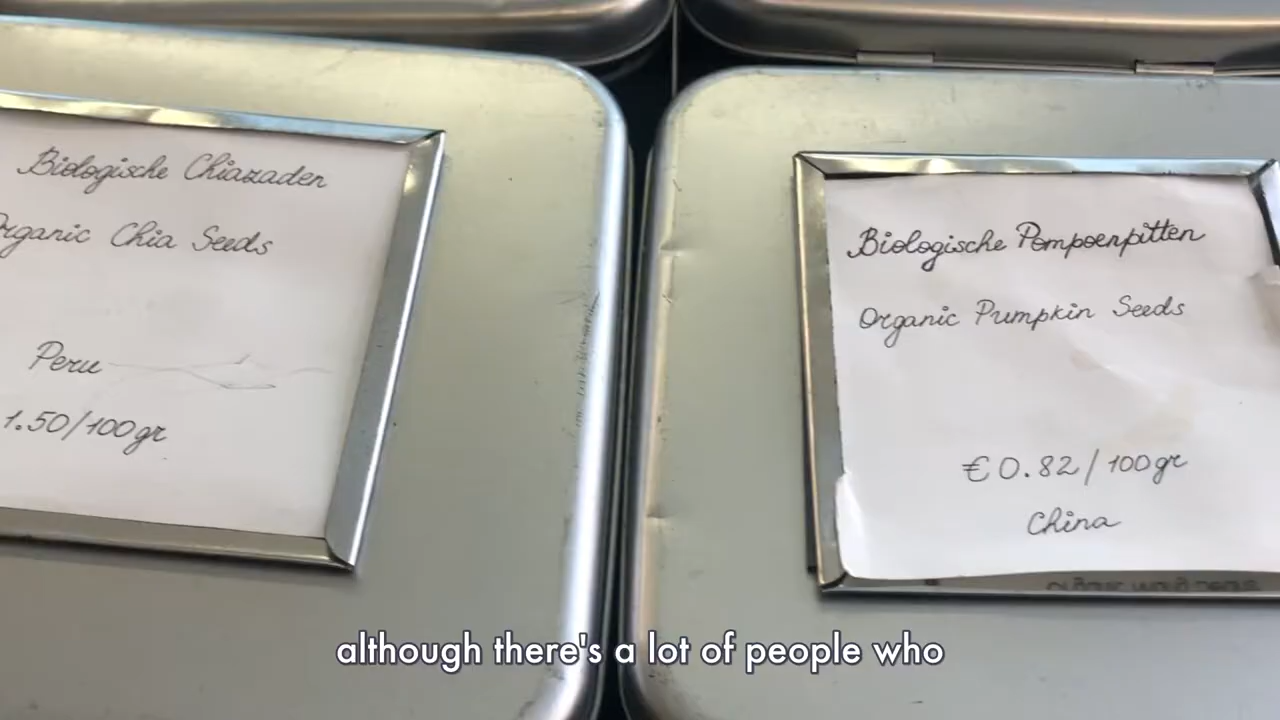 Biologische Chiazaden
Organic Chia Seeds
Peru
1.50/100gr
Biologische Pompoenpitten
Organic Pumpkin Seeds
€0.82/100gr
China
although there's a lot of people who